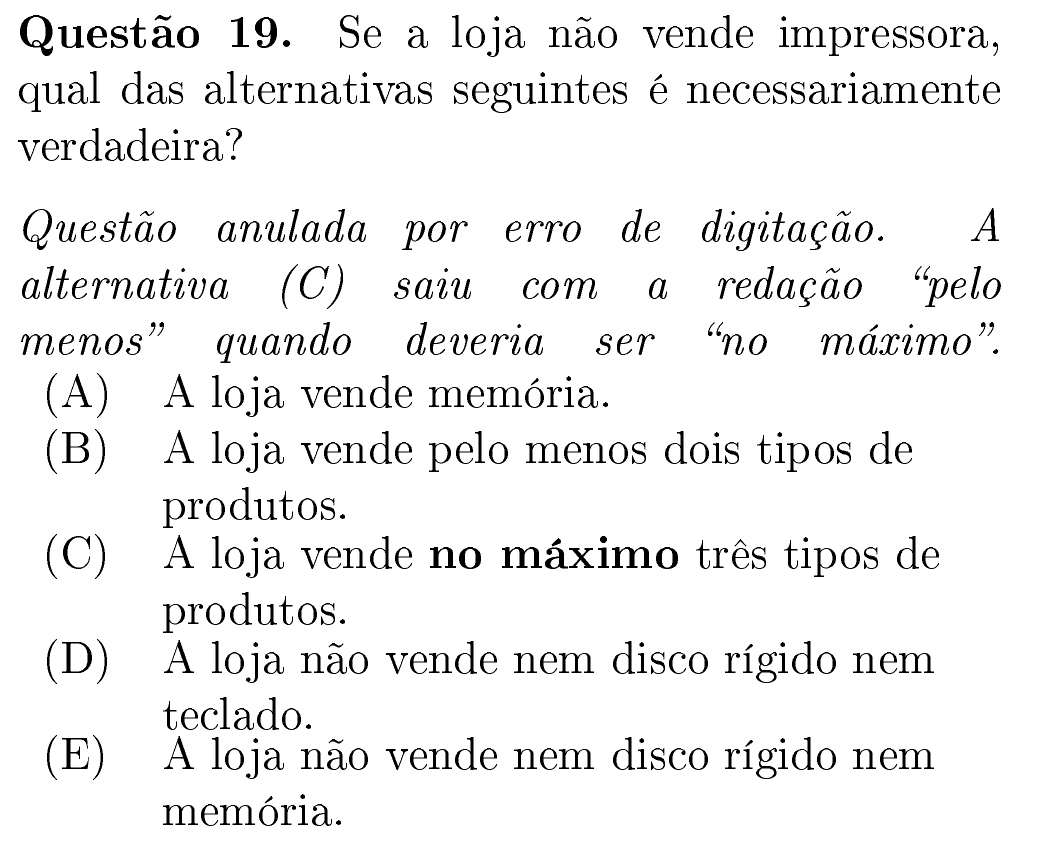 Questão 19. Se a loja não vende impressora,
qual das alternativas seguintes é necessariamente
verdadeira?
Questão anulada por erro de digitação. A
alternativa (C) saiu com a redação “pelo
menos” quando deveria ser “no máximo”.
(A) A loja vende memória.
(B) A loja vende pelo menos dois tipos de
produtos.
(C) A loja vende no máximo três tipos de
produtos.
(D) A loja não vende nem disco rígido nem
teclado.
(E) A loja não vende nem disco rígido nem
memória.